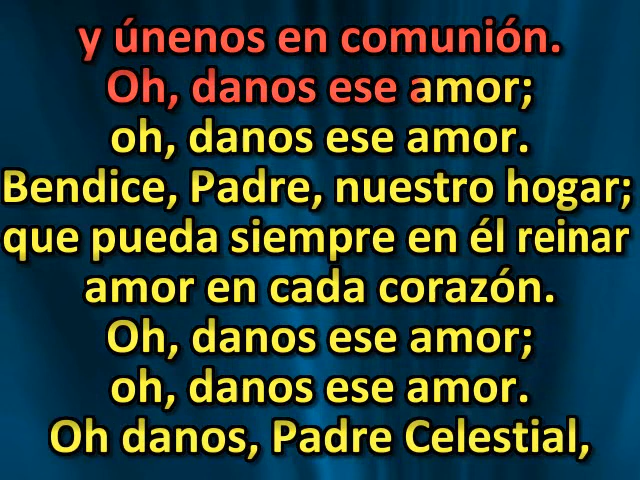 y únenos en comunión.
Oh, danos ese amor;
oh, danos ese amor.
Bendice, Padre, nuestro hogar;
que pueda siempre en él reinar
amor en cada corazón.
Oh, danos ese amor;
oh, danos ese amor.
Oh danos, Padre Celestial,